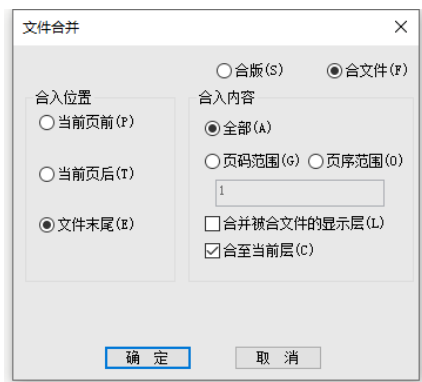 文件合并
合版(S) 合文件(F)
合入位置
当前页前(P)
当前页后(T)
文件末尾(E)
合入内容
全部(A)
页码范围(G) 页序范围(O)
1
合并被合文件的显示层(L)
合至当前层(C)
确 定 取 消